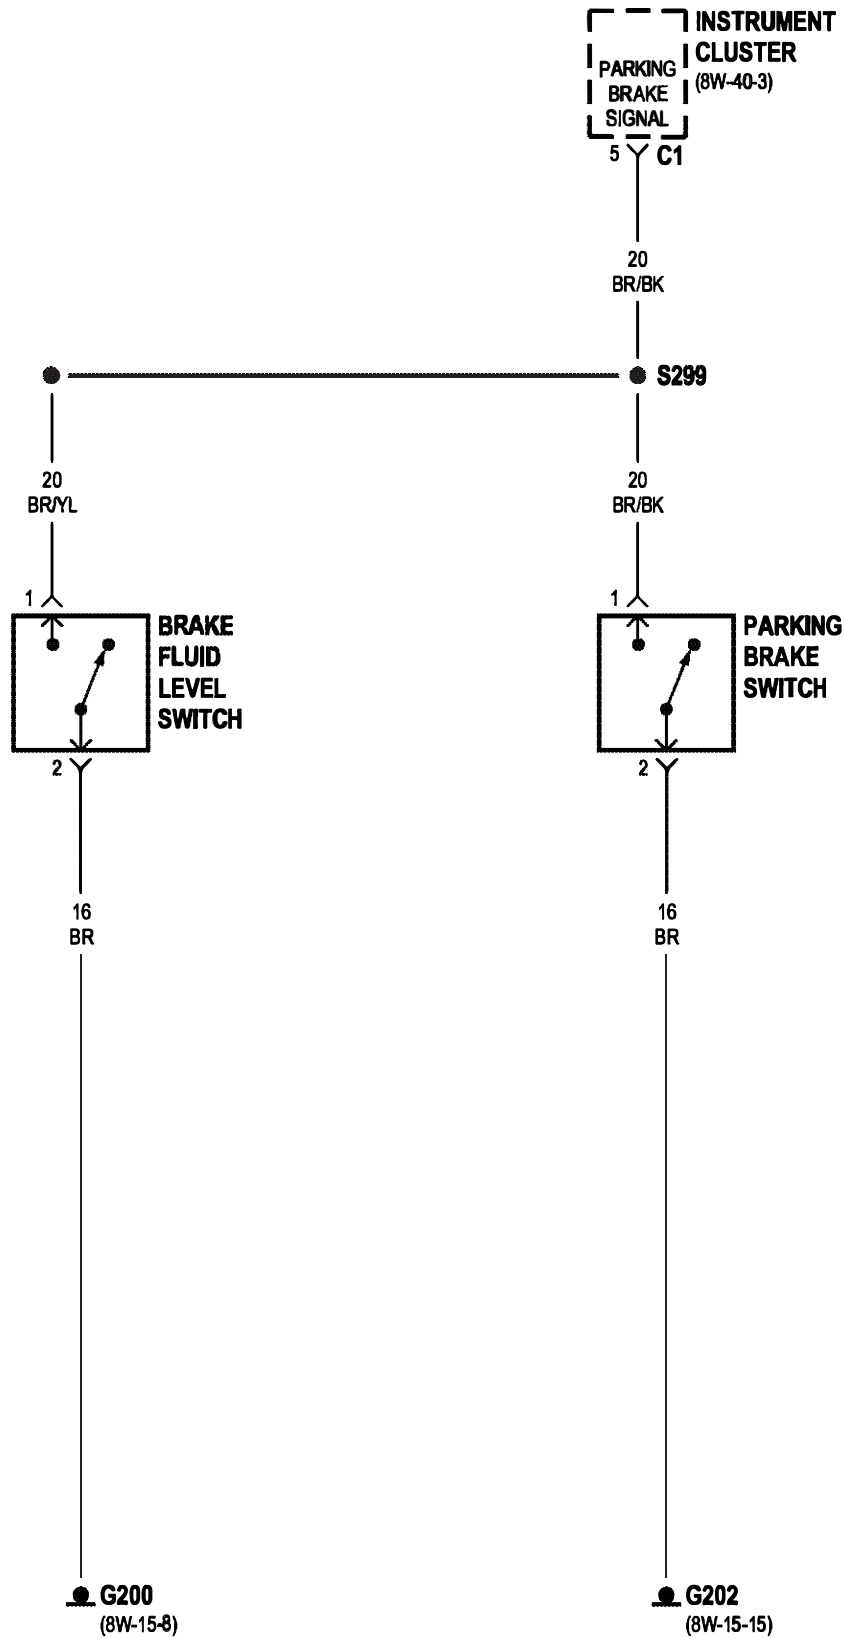 INSTRUMENT
CLUSTER
(8W-40-3)
PARKING
BRAKE
SIGNAL
5
C1
20
BR/BK
S299
20
BR/YL
20
BR/BK
1
BRAKE
FLUID
LEVEL
SWITCH
2
1
PARKING
BRAKE
SWITCH
2
16
BR
16
BR
G200
(8W-15-8)
G202
(8W-15-15)